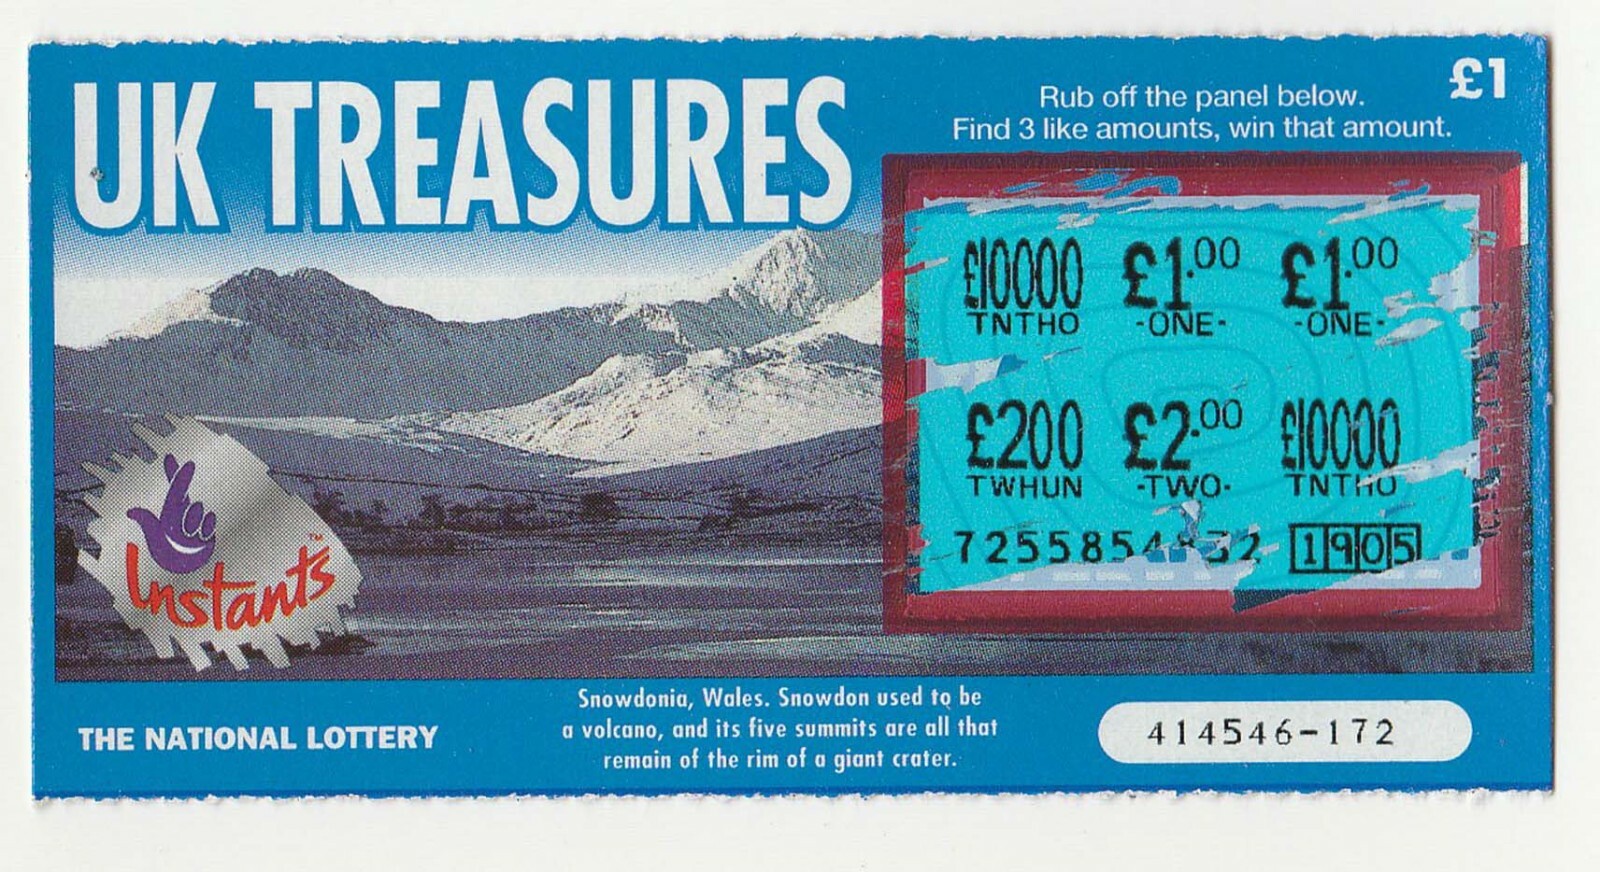 UK TREASURES
£1
Rub off the panel below.
Find 3 like amounts, win that amount.
£10000 £1.00 £1.00
TNTHO -ONE- -ONE-
£200 £2.00 £10000
TWHUN -TWO- TNTHO
1905
Instants™
THE NATIONAL LOTTERY
Snowdonia, Wales. Snowdon used to be
a volcano, and its five summits are all that
remain of the rim of a giant crater.
414546-172